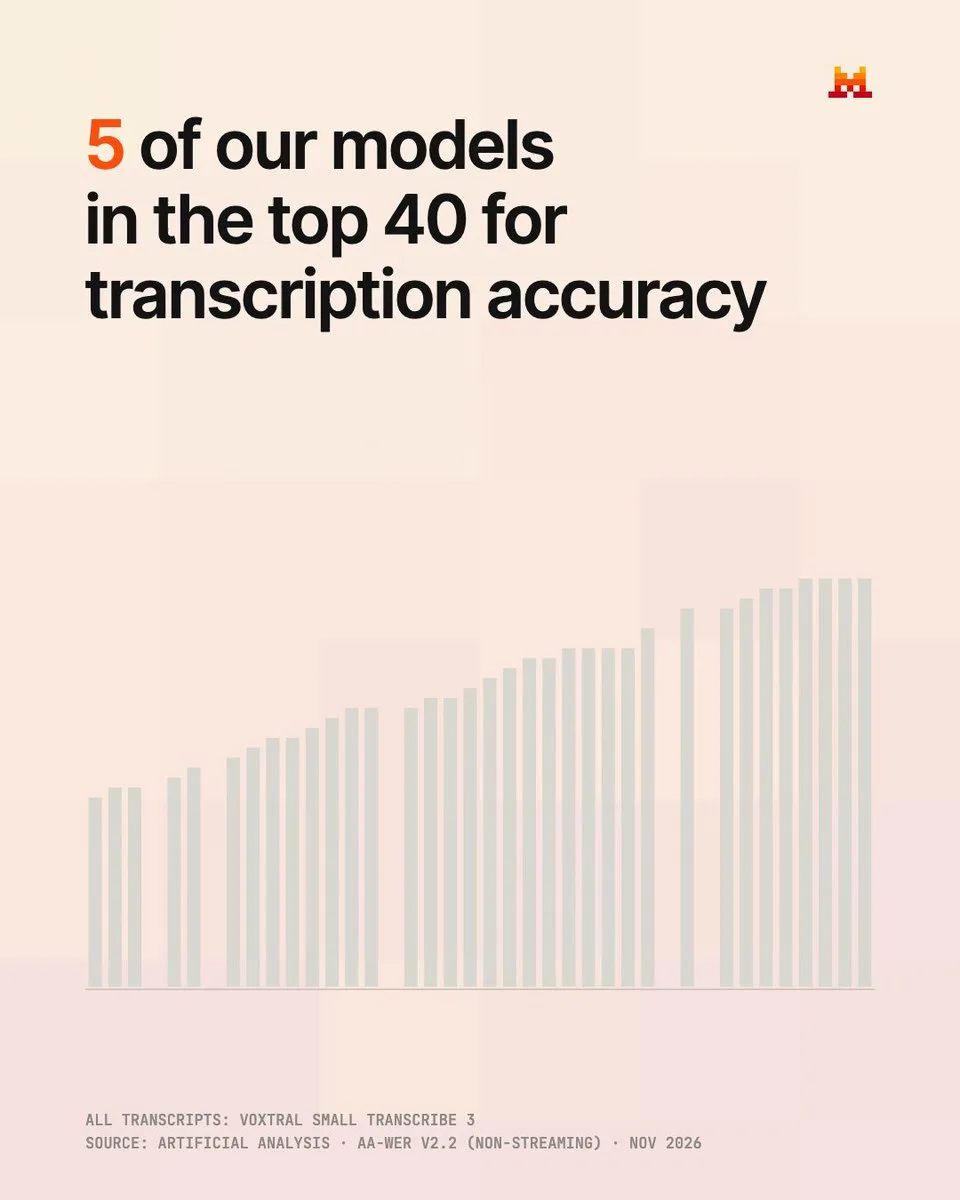 5 of our models
in the top 40 for
transcription accuracy
ALL TRANSCRIPTS: VOXTRAL SMALL TRANSCRIBE 3
SOURCE: ARTIFICIAL ANALYSIS · AA-WER V2.2 (NON-STREAMING) · NOV 2026